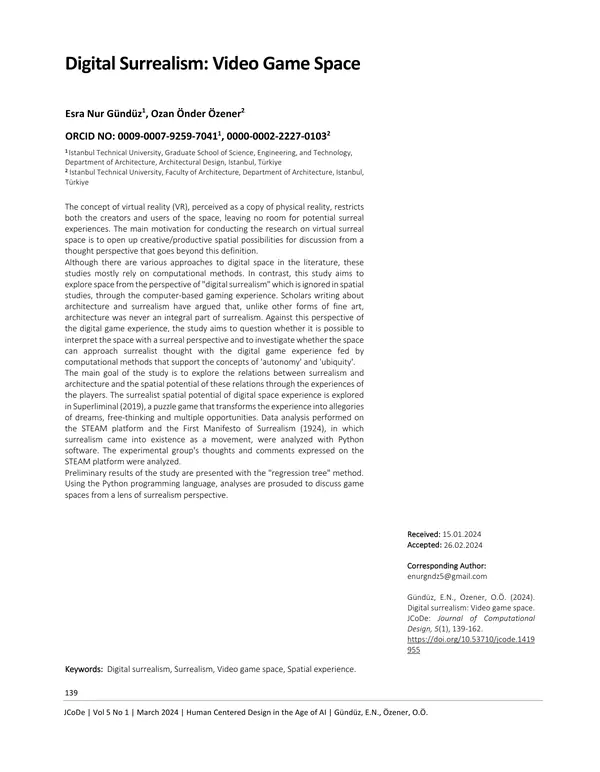 Digital Surrealism: Video Game Space
Esra Nur Gündüz1, Ozan Önder Özener2
ORCID NO: 0009-0007-9259-70411, 0000-0002-2227-01032
1 Istanbul Technical University, Graduate School of Science, Engineering, and Technology,
Department of Architecture, Architectural Design, Istanbul, Türkiye
2 Istanbul Technical University, Faculty of Architecture, Department of Architecture, Istanbul,
Türkiye
The concept of virtual reality (VR), perceived as a copy of physical reality, restricts
both the creators and users of the space, leaving no room for potential surreal
experiences. The main motivation for conducting the research on virtual surreal
space is to open up creative/productive spatial possibilities for discussion from a
thought perspective that goes beyond this definition.
Although there are various approaches to digital space in the literature, these
studies mostly rely on computational methods. In contrast, this study aims to
explore space from the perspective of "digital surrealism" which is ignored in spatial
studies, through the computer-based gaming experience. Scholars writing about
architecture and surrealism have argued that, unlike other forms of fine art,
architecture was never an integral part of surrealism. Against this perspective of
the digital game experience, the study aims to question whether it is possible to
interpret the space with a surreal perspective and to investigate whether the space
can approach surrealist thought with the digital game experience fed by
computational methods that support the concepts of 'autonomy' and 'ubiquity'.
The main goal of the study is to explore the relations between surrealism and
architecture and the spatial potential of these relations through the experiences of
the players. The surrealist spatial potential of digital space experience is explored
in Superliminal (2019), a puzzle game that transforms the experience into allegories
of dreams, free-thinking and multiple opportunities. Data analysis performed on
the STEAM platform and the First Manifesto of Surrealism (1924), in which
surrealism came into existence as a movement, were analyzed with Python
software. The experimental group's thoughts and comments expressed on the
STEAM platform were analyzed.
Preliminary results of the study are presented with the "regression tree" method.
Using the Python programming language, analyses are prosuded to discuss game
spaces from a lens of surrealism perspective.
Received: 15.01.2024
Accepted: 26.02.2024
Corresponding Author:
enurgndz5@gmail.com
Gündüz, E.N., Özener, O.Ö. (2024).
Digital surrealism: Video game space.
JCoDe: Journal of Computational
Design, 5(1), 139-162.
https://doi.org/10.53710/jcode.1419
955
Keywords: Digital surrealism, Surrealism, Video game space, Spatial experience.
139
JCoDe | Vol 5 No 1 | March 2024 | Human Centered Design in the Age of AI | Gündüz, E.N., Özener, O.Ö.